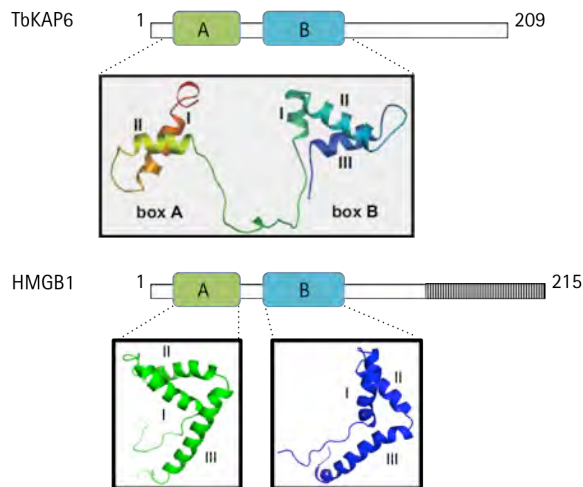 TbKAP6 1 A B 209
I II I II III
box A box B
HMGB1 1 A B 215
II I III
I II III